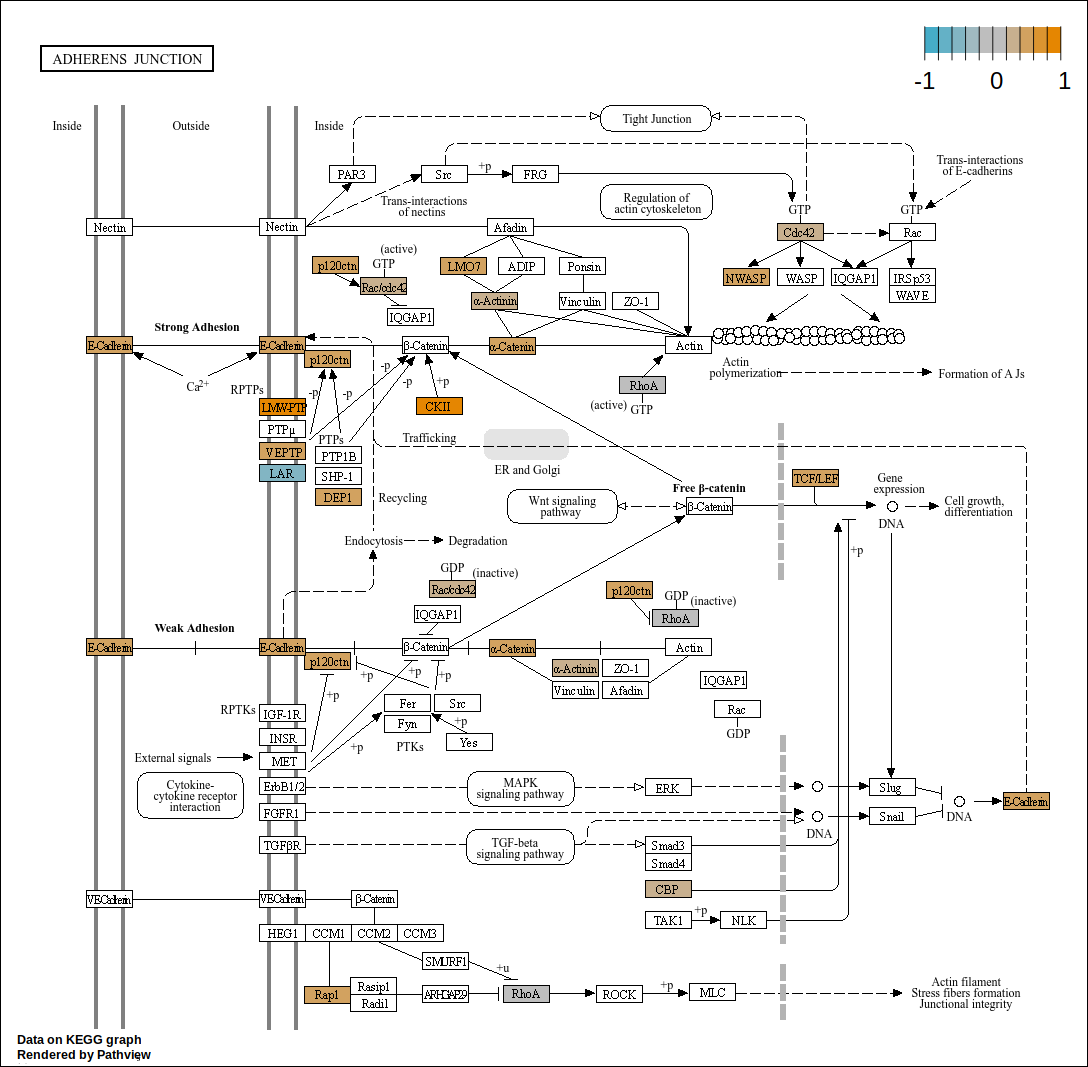 ADHERENS JUNCTION
-1 0 1
Inside
Outside
Inside
Tight Junction
PAR3
Src
+p
FRG
Trans-interactions
of E-cadherins
Trans-interactions
of nectins
Regulation of
actin cytoskeleton
GTP
GTP
Nectin
Nectin
Afadin
Cdc42
Rac
(active)
GTP
p120ctn
Rac/cdc42
IQGAP1
LMO7
ADIP
Ponsin
α-Actinin
Vinculin
ZO-1
NWASP
WASP
IQGAP1
IRSp53
WAVE
Strong Adhesion
E-Cadherin
E-Cadherin
p120ctn
β-Catenin
α-Catenin
Actin
Actin
polymerization
Formation of AJs
Ca2+
RPTPs
-p
-p
-p
-p
+p
LMW-PTP
PTPμ
VEPTP
LAR
PTPs
PTP1B
SHP-1
DEP1
CKII
RhoA
(active)
GTP
Trafficking
ER and Golgi
Recycling
Endocytosis
Degradation
Wnt signaling
pathway
Free β-catenin
β-Catenin
TCF/LEF
Gene
expression
DNA
Cell growth,
differentiation
+p
GDP
(inactive)
Rac/cdc42
IQGAP1
p120ctn
GDP
(inactive)
RhoA
Weak Adhesion
E-Cadherin
E-Cadherin
p120ctn
β-Catenin
α-Catenin
Actin
α-Actinin
ZO-1
Vinculin
Afadin
IQGAP1
Rac
GDP
+p
+p
+p
+p
+p
+p
Fer
Src
Fyn
Yes
PTKs
RPTKs
IGF-1R
INSR
MET
External signals
Cytokine-
cytokine receptor
interaction
ErbB1/2
FGFR1
TGFβR
MAPK
signaling pathway
TGF-beta
signaling pathway
ERK
Smad3
Smad4
CBP
TAK1
+p
NLK
DNA
Slug
Snail
DNA
E-Cadherin
VE-Cadherin
VE-Cadherin
β-Catenin
HEG1
CCM1
CCM2
CCM3
SMURF1
+u
Rap1
Rasip1
Radil
ARHGAP29
RhoA
ROCK
+p
MLC
Actin filament
Stress fibers formation
Junctional integrity
Data on KEGG graph
Rendered by Pathview